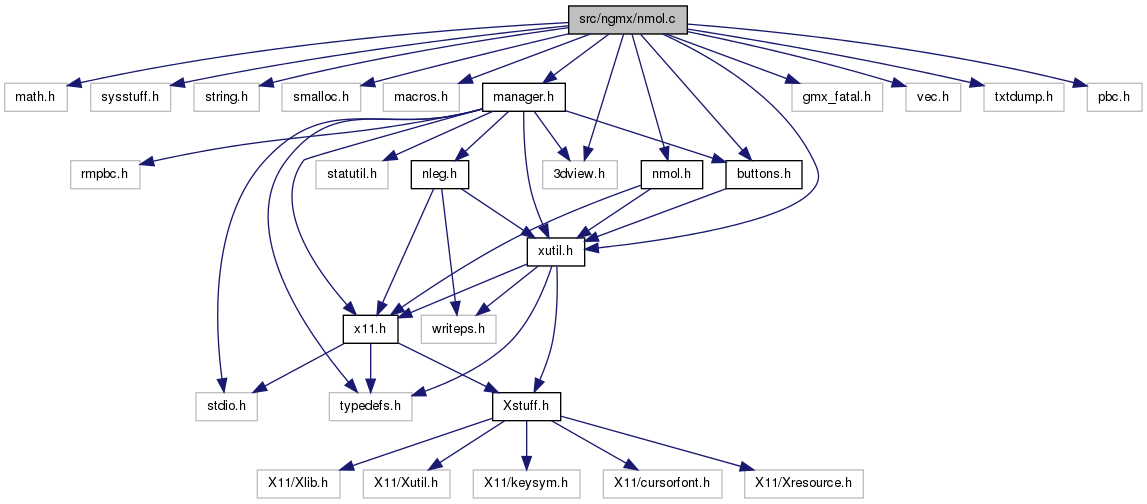 src/ngmx/nmol.c
math.h
sysstuff.h
string.h
smalloc.h
macros.h
manager.h
gmx_fatal.h
vec.h
txtdump.h
pbc.h
rmpbc.h
statutil.h
nleg.h
3dview.h
nmol.h
buttons.h
xutil.h
x11.h
writeps.h
stdio.h
typedefs.h
Xstuff.h
X11/Xlib.h
X11/Xutil.h
X11/keysym.h
X11/cursorfont.h
X11/Xresource.h